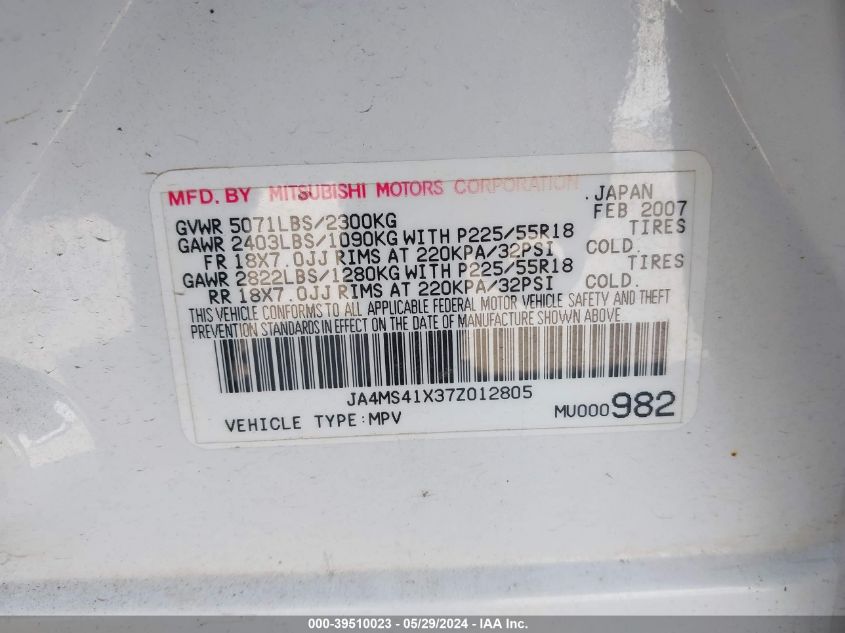 MFD. BY MITSUBISHI MOTORS CORPORATION. JAPAN
GVWR 5071LBS/2300KG FEB 2007
GAWR 2403LBS/1090KG WITH P225/55R18 TIRES
FR 18X7.0JJ RIMS AT 220KPA/32PSI COLD.
GAWR 2822LBS/1280KG WITH P225/55R18 TIRES
RR 18X7.0JJ RIMS AT 220KPA/32PSI COLD.
THIS VEHICLE CONFORMS TO ALL APPLICABLE FEDERAL MOTOR VEHICLE SAFETY AND THEFT
PREVENTION STANDARDS IN EFFECT ON THE DATE OF MANUFACTURE SHOWN ABOVE.
JA4MS41X37Z012805
VEHICLE TYPE:MPV MU000982
000-39510023 - 05/29/2024 - IAA Inc.